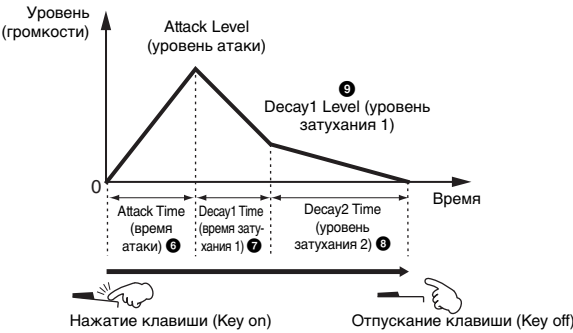 Уровень
(громкости)
Attack Level
(уровень атаки)
9
Decay1 Level (уровень
затухания 1)
0
Время
Attack Time
(время
атаки) 6
Decay1 Time
(время зату-
хания 1) 7
Decay2 Time
(уровень
затухания 2) 8
Нажатие клавиши (Key on)
Отпускание клавиши (Key off)